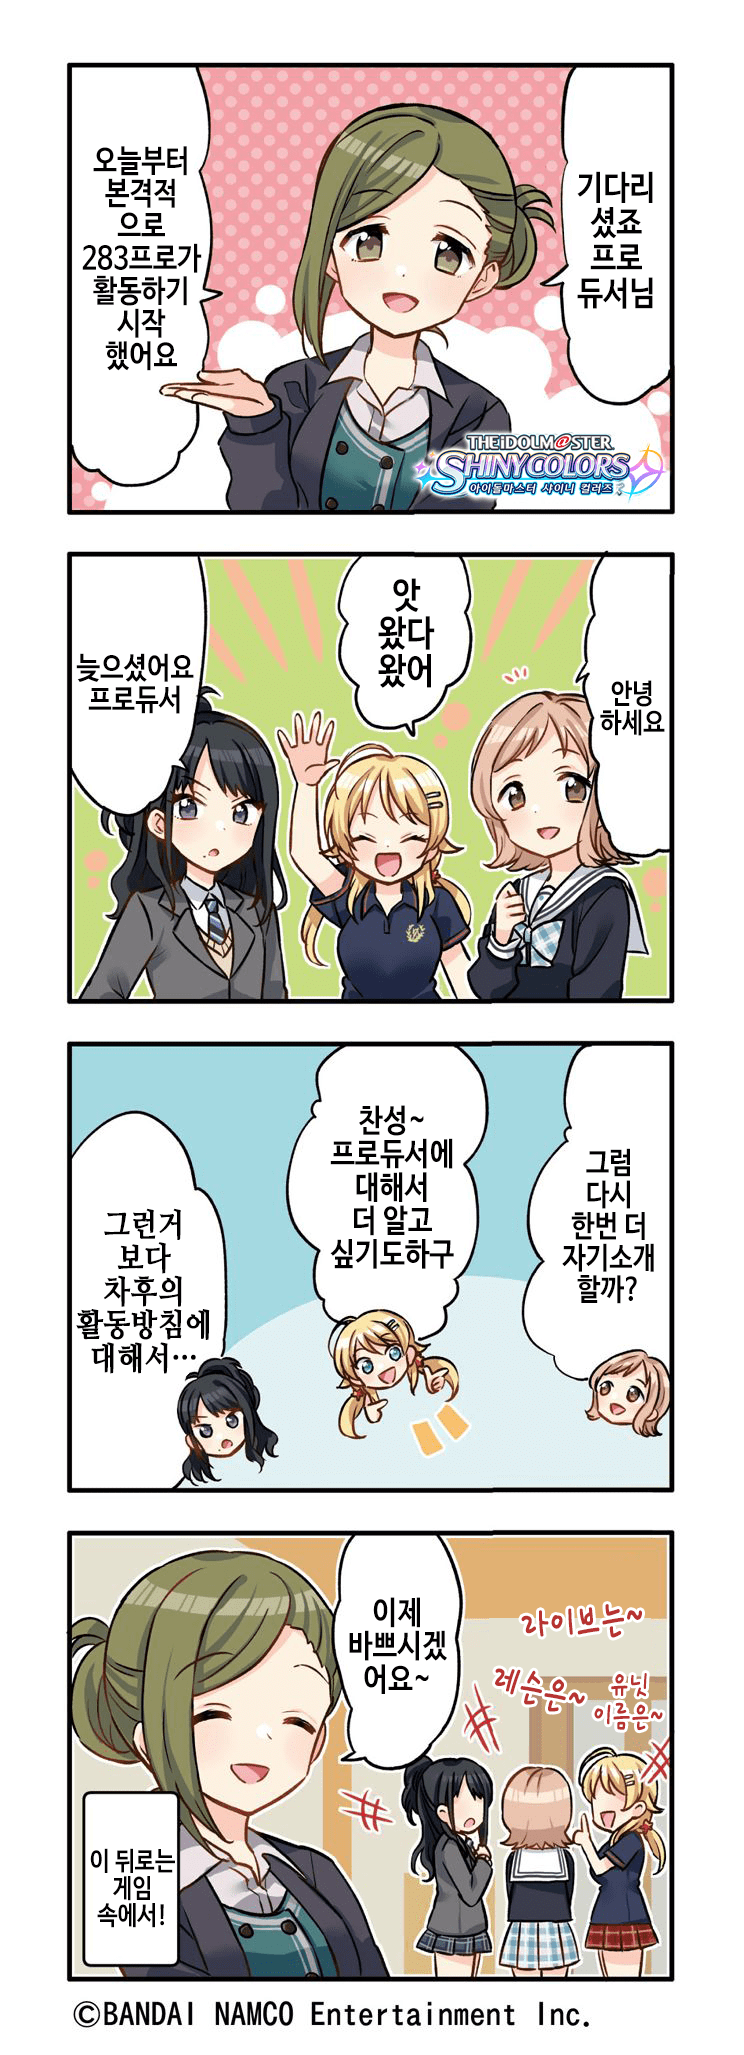 기다리
셨죠
프로
듀서님
오늘부터
본격적
으로
283프로가
활동하기
시작
했어요
THE iDOLM@STER
SHINY COLORS
아이돌마스터 샤이니 컬러즈
안녕
하세요
앗
왔다
왔어
늦으셨어요
프로듀서
그럼
다시
한번 더
자기소개
할까?
찬성~
프로듀서에
대해서
더 알고
싶기도하구
그런거
보다
차후의
활동방침에
대해서…
이제
바쁘시겠
어요~
라이브는~
레슨은~
유닛
이름은~
이 뒤로는
게임
속에서!
©BANDAI NAMCO Entertainment Inc.